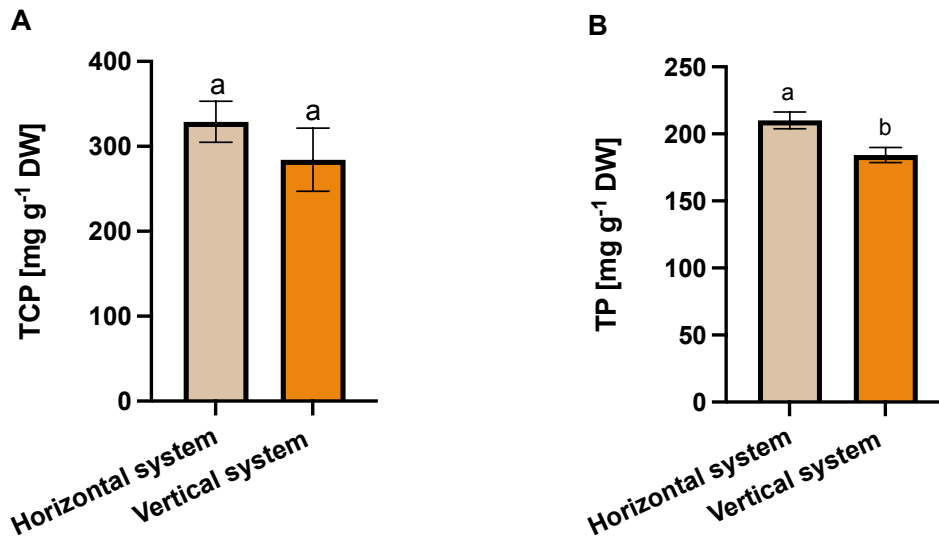 A
TCP [mg g⁻¹ DW]
400
300
200
100
0
a
a
Horizontal system
Vertical system
B
TP [mg g⁻¹ DW]
250
200
150
100
50
0
a
b
Horizontal system
Vertical system